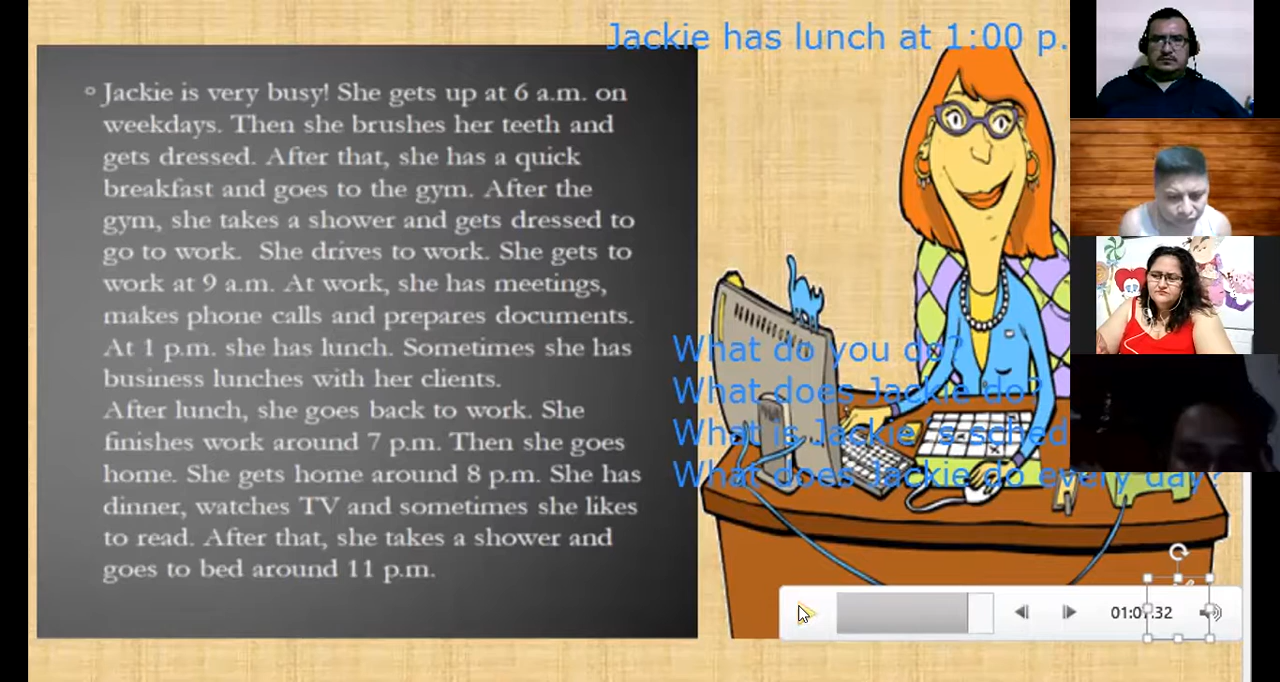 Jackie has lunch at 1:00 p.
Jackie is very busy! She gets up at 6 a.m. on
weekdays. Then she brushes her teeth and
gets dressed. After that, she has a quick
breakfast and goes to the gym. After the
gym, she takes a shower and gets dressed to
go to work. She drives to work. She gets to
work at 9 a.m. At work, she has meetings,
makes phone calls and prepares documents.
At 1 p.m. she has lunch. Sometimes she has
business lunches with her clients.
After lunch, she goes back to work. She
finishes work around 7 p.m. Then she goes
home. She gets home around 8 p.m. She has
dinner, watches TV and sometimes she likes
to read. After that, she takes a shower and
goes to bed around 11 p.m.
What do you do?
What does Jackie do?
What is Jackie 's sched
What does Jackie do every day?